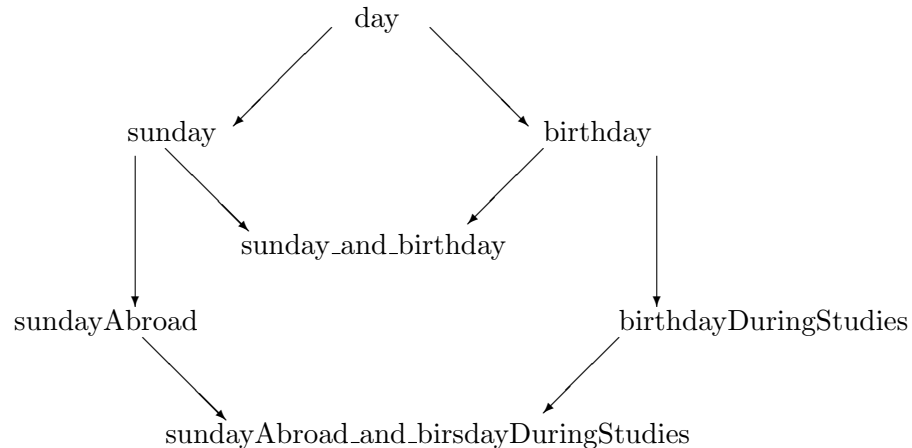 day
sunday
birthday
sunday_and_birthday
sundayAbroad
birthdayDuringStudies
sundayAbroad_and_birsdayDuringStudies